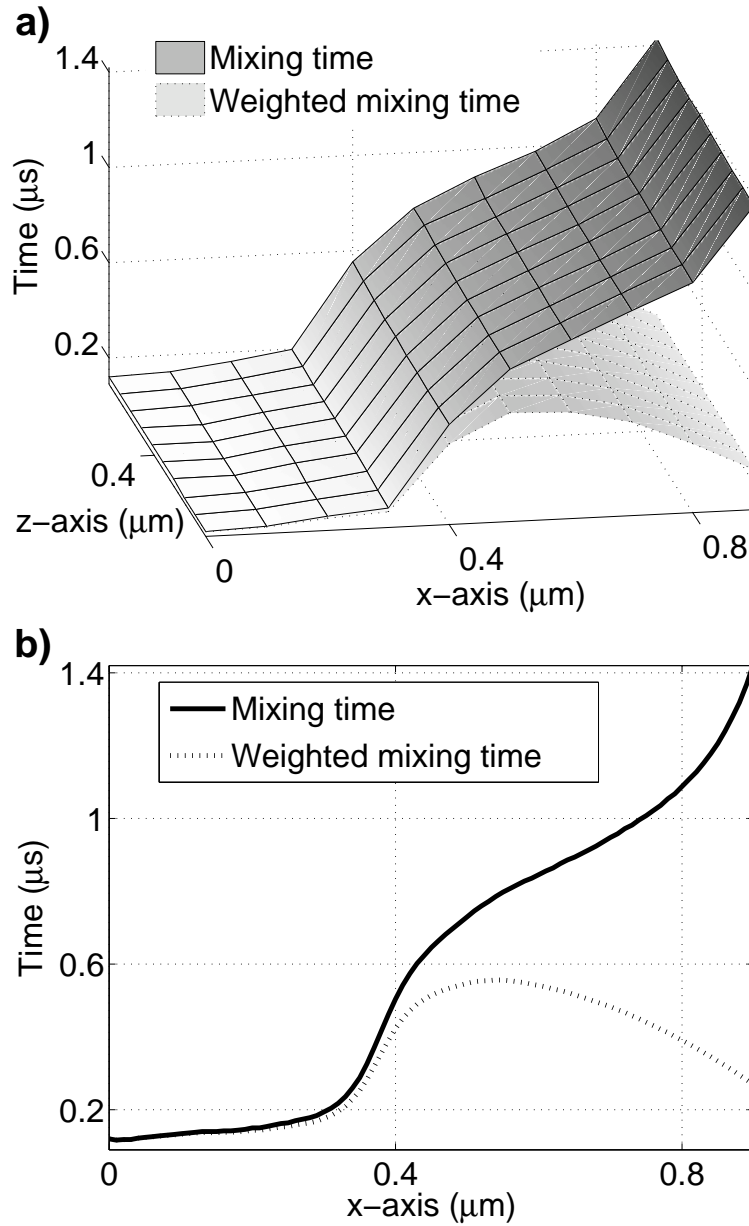 a)
Mixing time
Weighted mixing time
1.4
1
0.6
0.2
Time (μs)
0.4
z−axis (μm)
0
0.4
0.8
x−axis (μm)
b)
1.4
Mixing time
Weighted mixing time
1
0.6
0.2
Time (μs)
0
0.4
0.8
x−axis (μm)